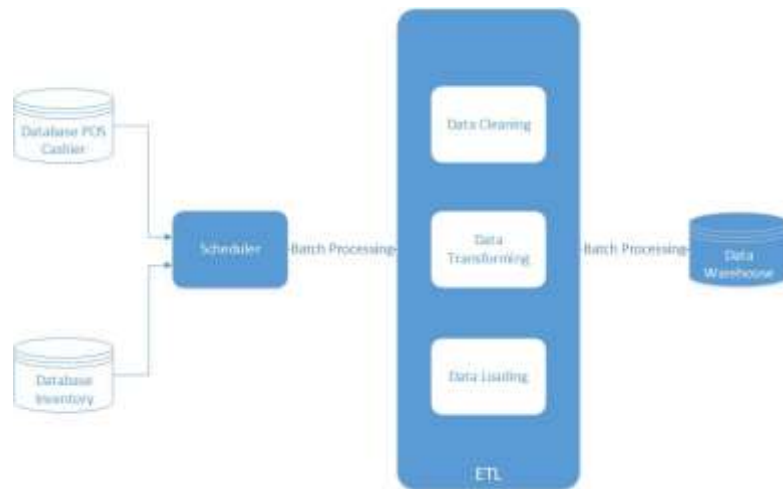 Database POS
Cashier
Database
Inventory
Scheduler
Batch Processing
Data Cleaning
Data
Transforming
Data Loading
ETL
Batch Processing
Data
Warehouse